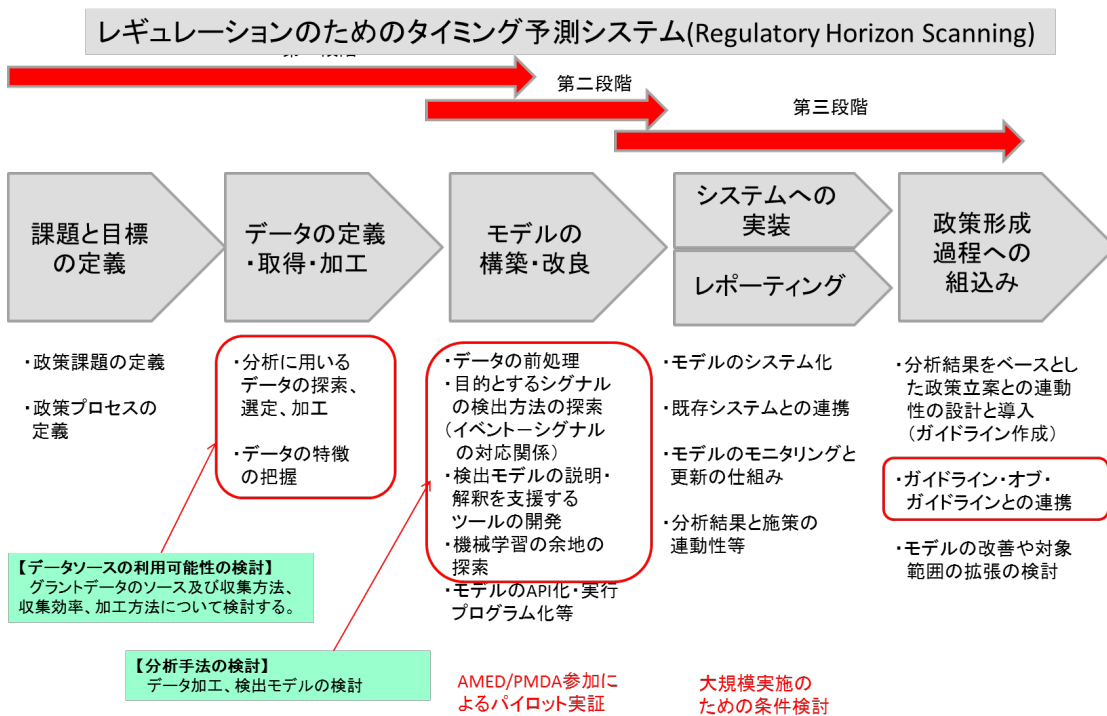 レギュレーションのためのタイミング予測システム(Regulatory Horizon Scanning)
第二段階
第三段階
課題と目標
の定義
データの定義
・取得・加工
モデルの
構築・改良
システムへの
実装
レポーティング
政策形成
過程への
組込み
・政策課題の定義
・政策プロセスの
定義
・分析に用いる
データの探索、
選定、加工
・データの特徴
の把握
・データの前処理
・目的とするシグナル
の検出方法の探索
(イベントーシグナル
の対応関係)
・検出モデルの説明・
解釈を支援する
ツールの開発
・機械学習の余地の
探索
・モデルのAPI化・実行
プログラム化等
・モデルのシステム化
・既存システムとの連携
・モデルのモニタリングと
更新の仕組み
・分析結果と施策の
連動性等
・分析結果をベースとし
た政策立案との連動
性の設計と導入
(ガイドライン作成)
・ガイドライン・オブ・
ガイドラインとの連携
・モデルの改善や対象
範囲の拡張の検討
【データソースの利用可能性の検討】
グラントデータのソース及び収集方法、
収集効率、加工方法について検討する。
【分析手法の検討】
データ加工、検出モデルの検討
AMED/PMDA参加に
よるパイロット実証
大規模実施の
ための条件検討